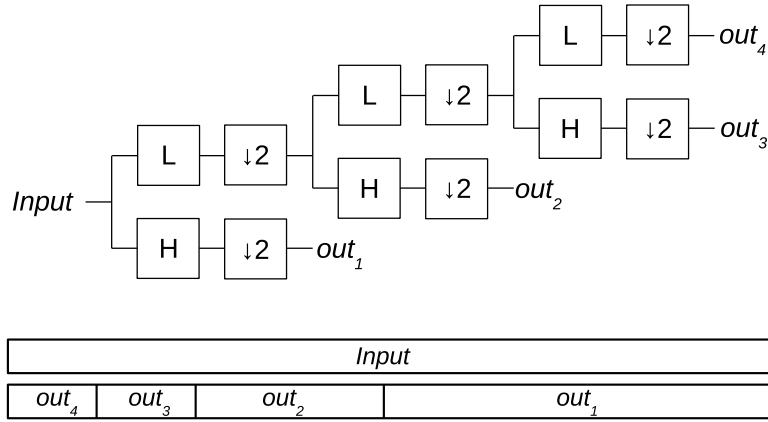 L ↓2 out4
L ↓2 H ↓2 out3
L ↓2 H ↓2 out2
Input
H ↓2 out1
Input
out4 out3 out2 out1